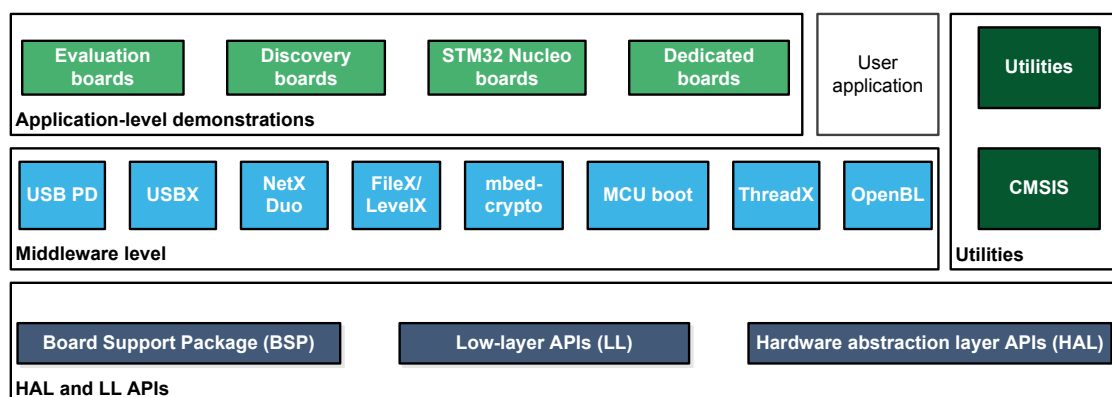 Evaluation
boards
Discovery
boards
STM32 Nucleo
boards
Dedicated
boards
Application-level demonstrations
User
application
Utilities
USB PD
USBX
NetX
Duo
FileX/
LevelX
mbed-
crypto
MCU boot
ThreadX
OpenBL
Middleware level
CMSIS
Utilities
Board Support Package (BSP)
Low-layer APIs (LL)
Hardware abstraction layer APIs (HAL)
HAL and LL APIs